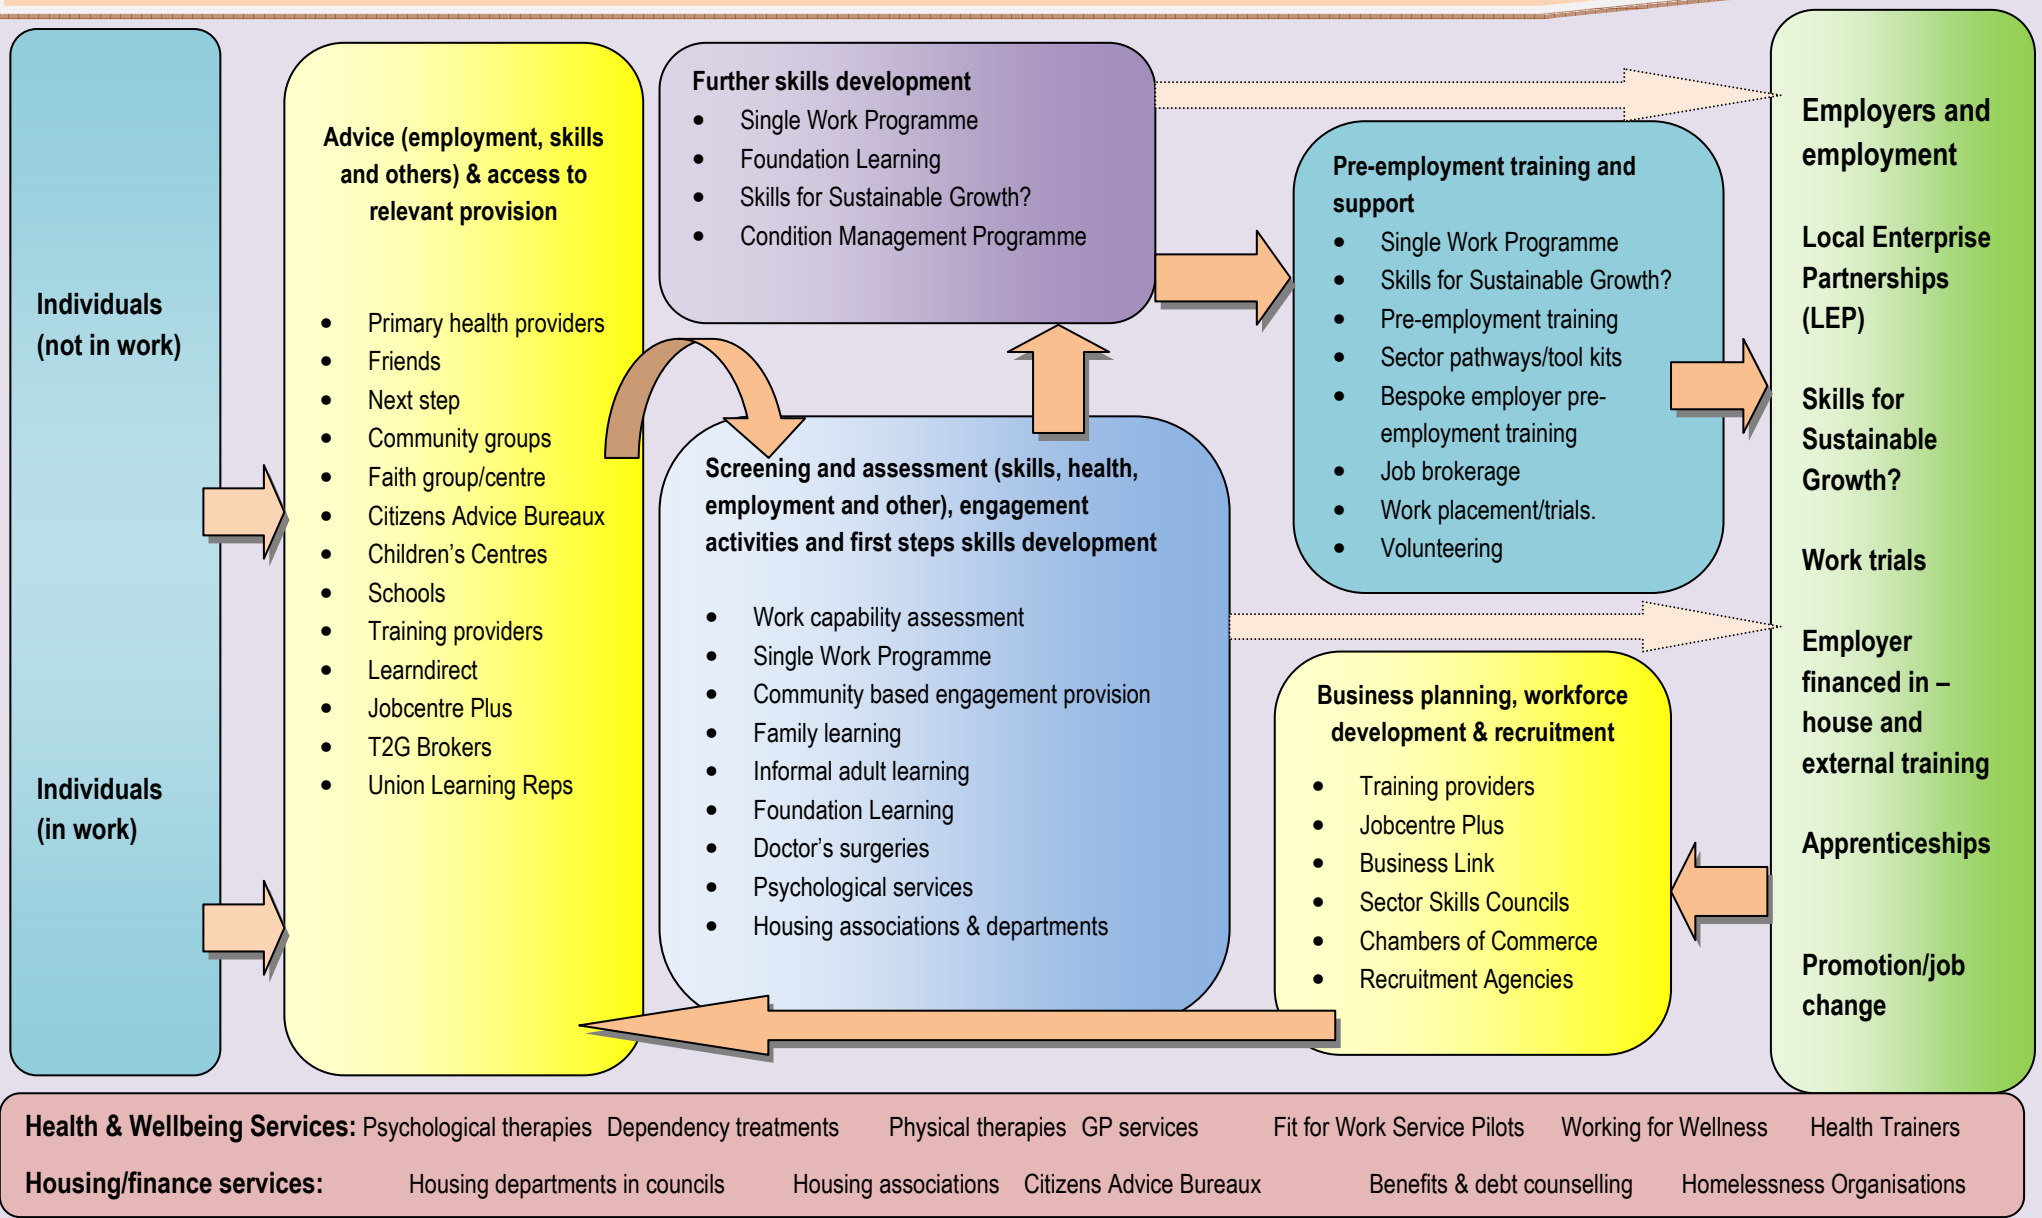 Individuals
(not in work)
Individuals
(in work)
Advice (employment, skills
and others) & access to
relevant provision
• Primary health providers
• Friends
• Next step
• Community groups
• Faith group/centre
• Citizens Advice Bureaux
• Children’s Centres
• Schools
• Training providers
• Learndirect
• Jobcentre Plus
• T2G Brokers
• Union Learning Reps
Further skills development
• Single Work Programme
• Foundation Learning
• Skills for Sustainable Growth?
• Condition Management Programme
Screening and assessment (skills, health,
employment and other), engagement
activities and first steps skills development
• Work capability assessment
• Single Work Programme
• Community based engagement provision
• Family learning
• Informal adult learning
• Foundation Learning
• Doctor’s surgeries
• Psychological services
• Housing associations & departments
Pre-employment training and
support
• Single Work Programme
• Skills for Sustainable Growth?
• Pre-employment training
• Sector pathways/tool kits
• Bespoke employer pre-
employment training
• Job brokerage
• Work placement/trials.
• Volunteering
Business planning, workforce
development & recruitment
• Training providers
• Jobcentre Plus
• Business Link
• Sector Skills Councils
• Chambers of Commerce
• Recruitment Agencies
Employers and
employment
Local Enterprise
Partnerships
(LEP)
Skills for
Sustainable
Growth?
Work trials
Employer
financed in –
house and
external training
Apprenticeships
Promotion/job
change
Health & Wellbeing Services: Psychological therapies Dependency treatments Physical therapies GP services Fit for Work Service Pilots Working for Wellness Health Trainers
Housing/finance services: Housing departments in councils Housing associations Citizens Advice Bureaux Benefits & debt counselling Homelessness Organisations